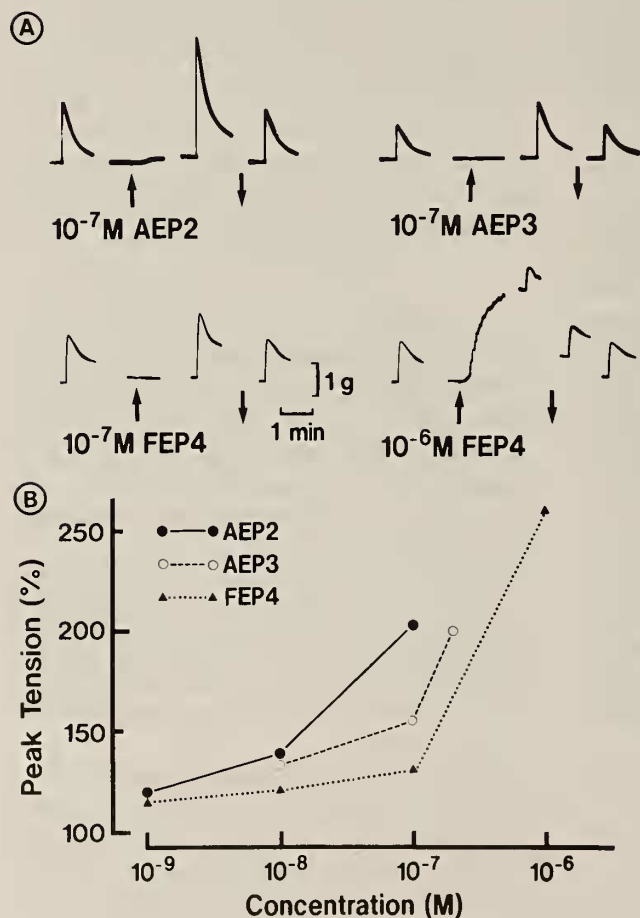 A
10⁻⁷M AEP2
10⁻⁷M AEP3
10⁻⁷M FEP4
1 g
1 min
10⁻⁶M FEP4
B
Peak Tension (%)
250
200
150
100
AEP2
AEP3
FEP4
10⁻⁹
10⁻⁸
10⁻⁷
10⁻⁶
Concentration (M)